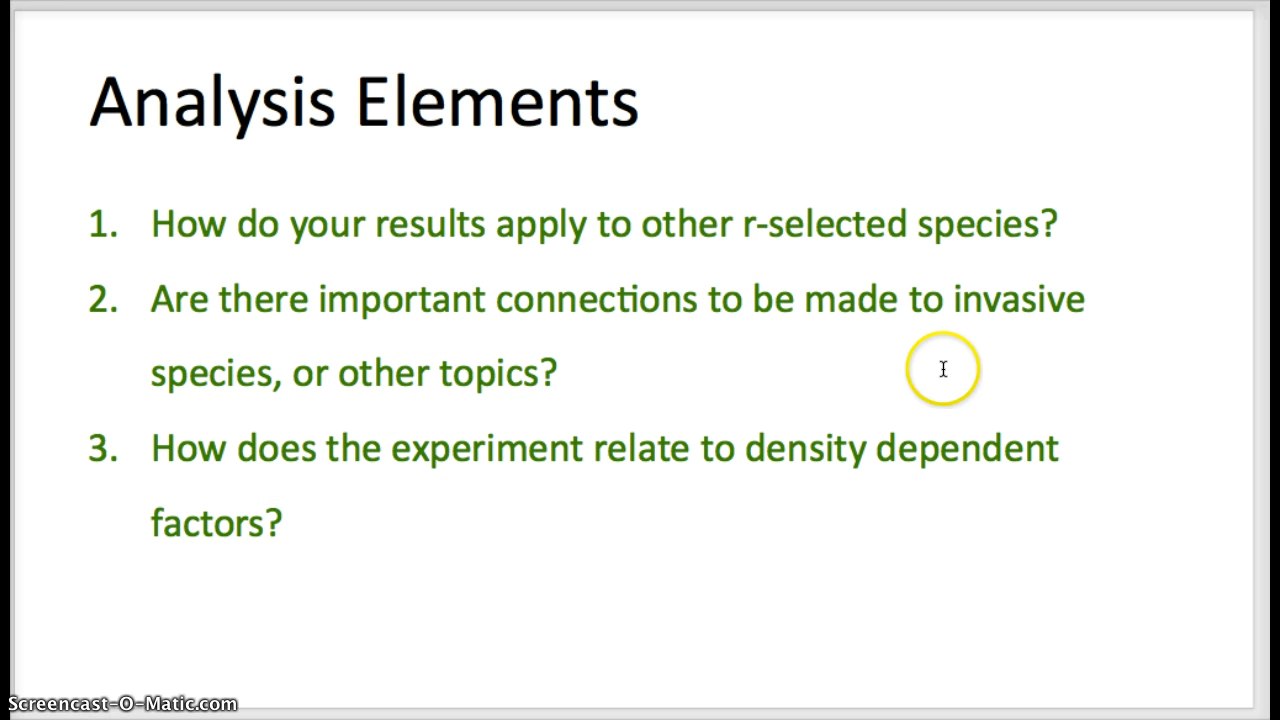 Analysis Elements
1. How do your results apply to other r-selected species?
2. Are there important connections to be made to invasive
species, or other topics?
3. How does the experiment relate to density dependent
factors?
Screencast-O-Matic.com